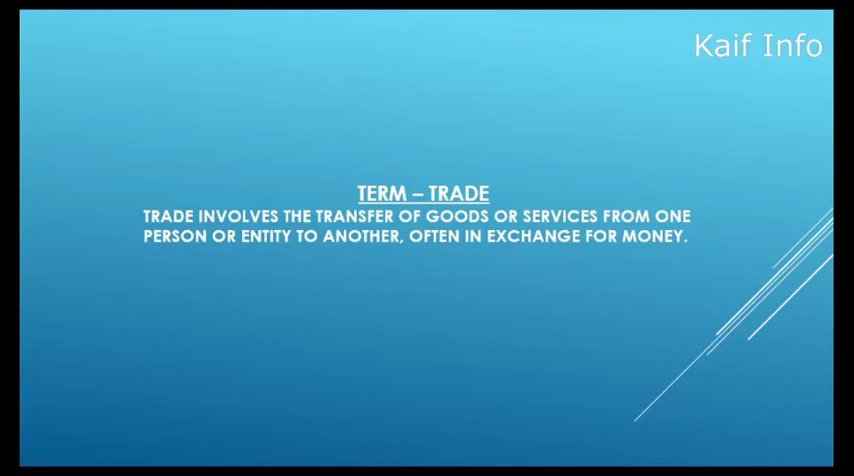 Kaif Info
TERM – TRADE
TRADE INVOLVES THE TRANSFER OF GOODS OR SERVICES FROM ONE
PERSON OR ENTITY TO ANOTHER, OFTEN IN EXCHANGE FOR MONEY.